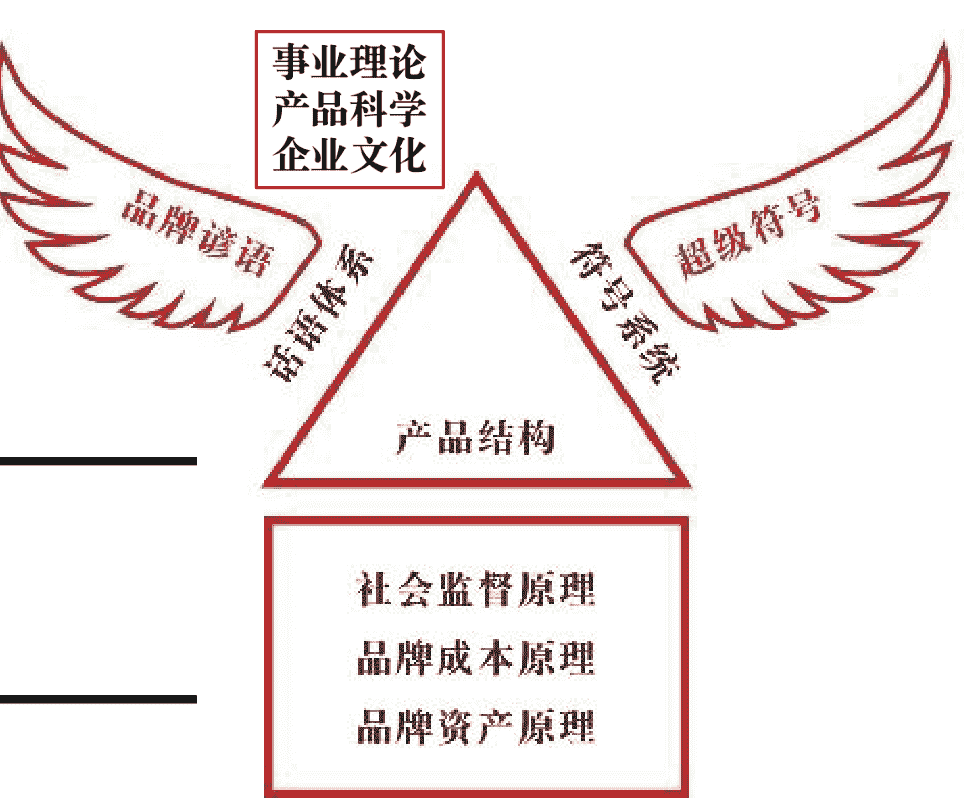 事业理论
产品科学
企业文化
品牌谚语
话语体系
符号系统
超级符号
产品结构
社会监督原理
品牌成本原理
品牌资产原理